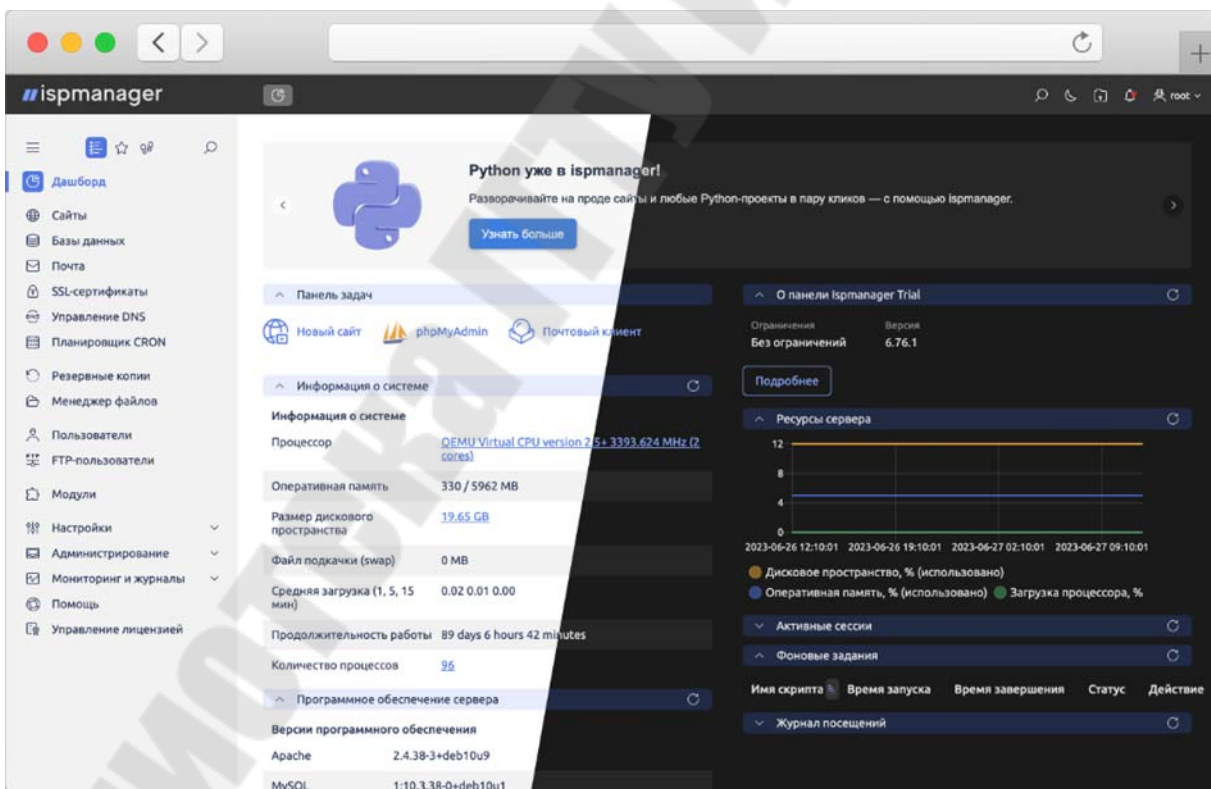 ispmanager
root
Дашборд
Сайты
Базы данных
Почта
SSL-сертификаты
Управление DNS
Планировщик CRON
Резервные копии
Менеджер файлов
Пользователи
FTP-пользователи
Модули
Настройки
Администрирование
Мониторинг и журналы
Помощь
Управление лицензией
Python уже в ispmanager!
Разворачивайте на проде сайты и любые Python-проекты в пару кликов — с помощью ispmanager.
Узнать больше
Панель задач
Новый сайт phpMyAdmin Почтовый клиент
Информация о системе
Информация о системе
Процессор QEMU Virtual CPU version 2.5+ 3393.624 MHz (2
cores)
Оперативная память 330 / 5962 MB
Размер дискового 19.65 GB
пространства
Файл подкачки (swap) 0 MB
Средняя загрузка (1, 5, 15 0.02 0.01 0.00
мин)
Продолжительность работы 89 days 6 hours 42 minutes
Количество процессов 96
Программное обеспечение сервера
Версии программного обеспечения
Apache 2.4.38-3+deb10u9
MySQL 1:10.3.38-0+deb10u1
О панели Ispmanager Trial
Ограничения Версия
Без ограничений 6.76.1
Подробнее
Ресурсы сервера
12
8
4
0
2023-06-26 12:10:01 2023-06-26 19:10:01 2023-06-27 02:10:01 2023-06-27 09:10:01
Дисковое пространство, % (использовано)
Оперативная память, % (использовано) Загрузка процессора, %
Активные сессии
Фоновые задания
Имя скрипта Время запуска Время завершения Статус Действие
Журнал посещений